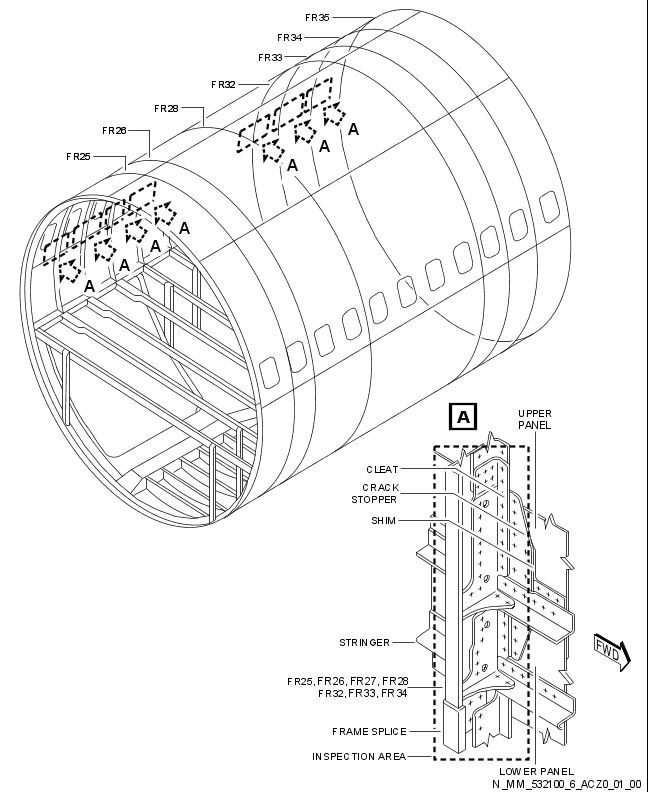 FR35
FR34
FR33
FR32
FR28
FR26
FR25
A
A
A
A
A
A
A
A
UPPER
PANEL
CLEAT
CRACK
STOPPER
SHIM
STRINGER
FWD
FR25, FR26, FR27, FR28
FR32, FR33, FR34
FRAME SPLICE
INSPECTION AREA
LOWER PANEL
N_MM_532100_6_ACZ0_01_00